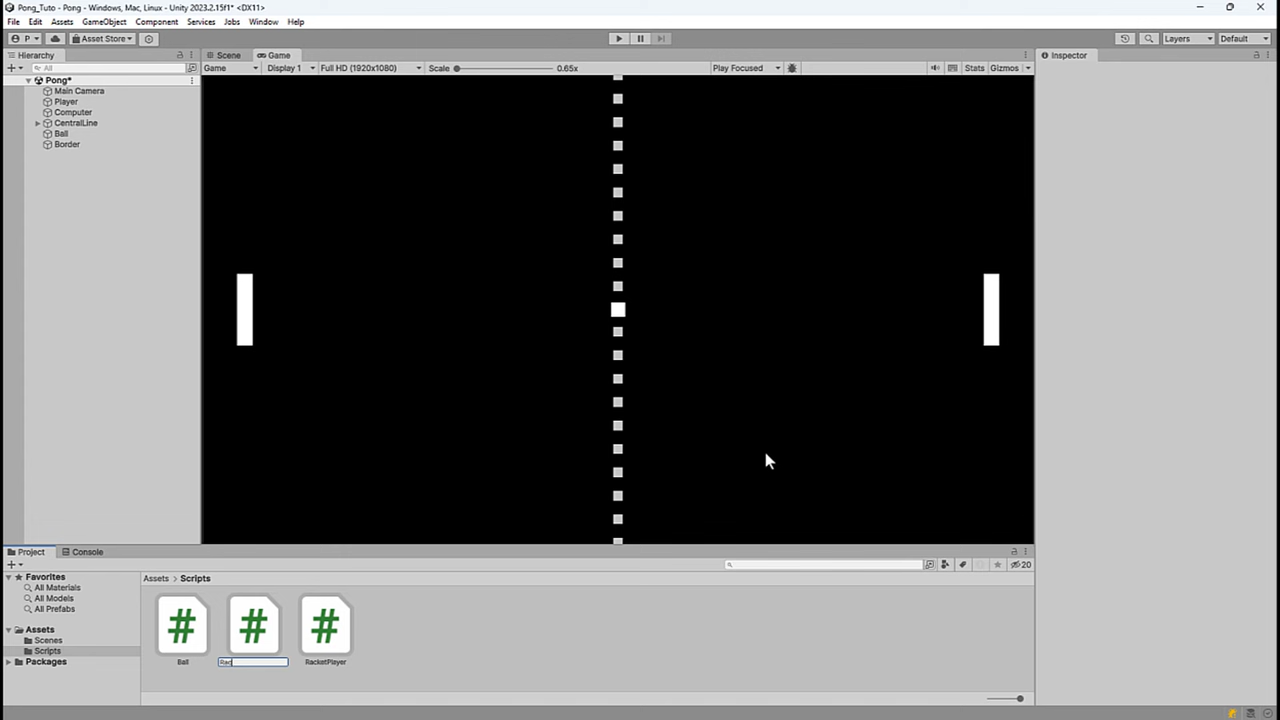 Pong_Tuto - Pong - Windows, Mac, Linux - Unity 2023.2.15f1* <DX11>
File Edit Assets GameObject Component Services Jobs Window Help
P Asset Store Layers Default
Hierarchy Scene Game Inspector
All Game Display 1 Full HD (1920x1080) Scale 0.65x Play Focused Stats Gizmos
Pong*
Main Camera
Player
Computer
CentralLine
Ball
Border
Project Console
20
Favorites
All Materials
All Models
All Prefabs
Assets
Scenes
Scripts
Packages
Assets > Scripts
# # #
Ball Rac RacketPlayer